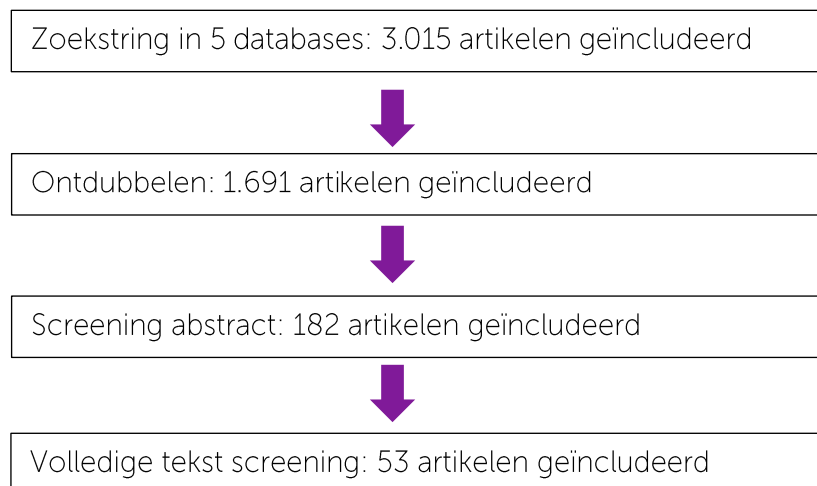 Zoekstring in 5 databases: 3.015 artikelen geïncludeerd
Ontdubbelen: 1.691 artikelen geïncludeerd
Screening abstract: 182 artikelen geïncludeerd
Volledige tekst screening: 53 artikelen geïncludeerd